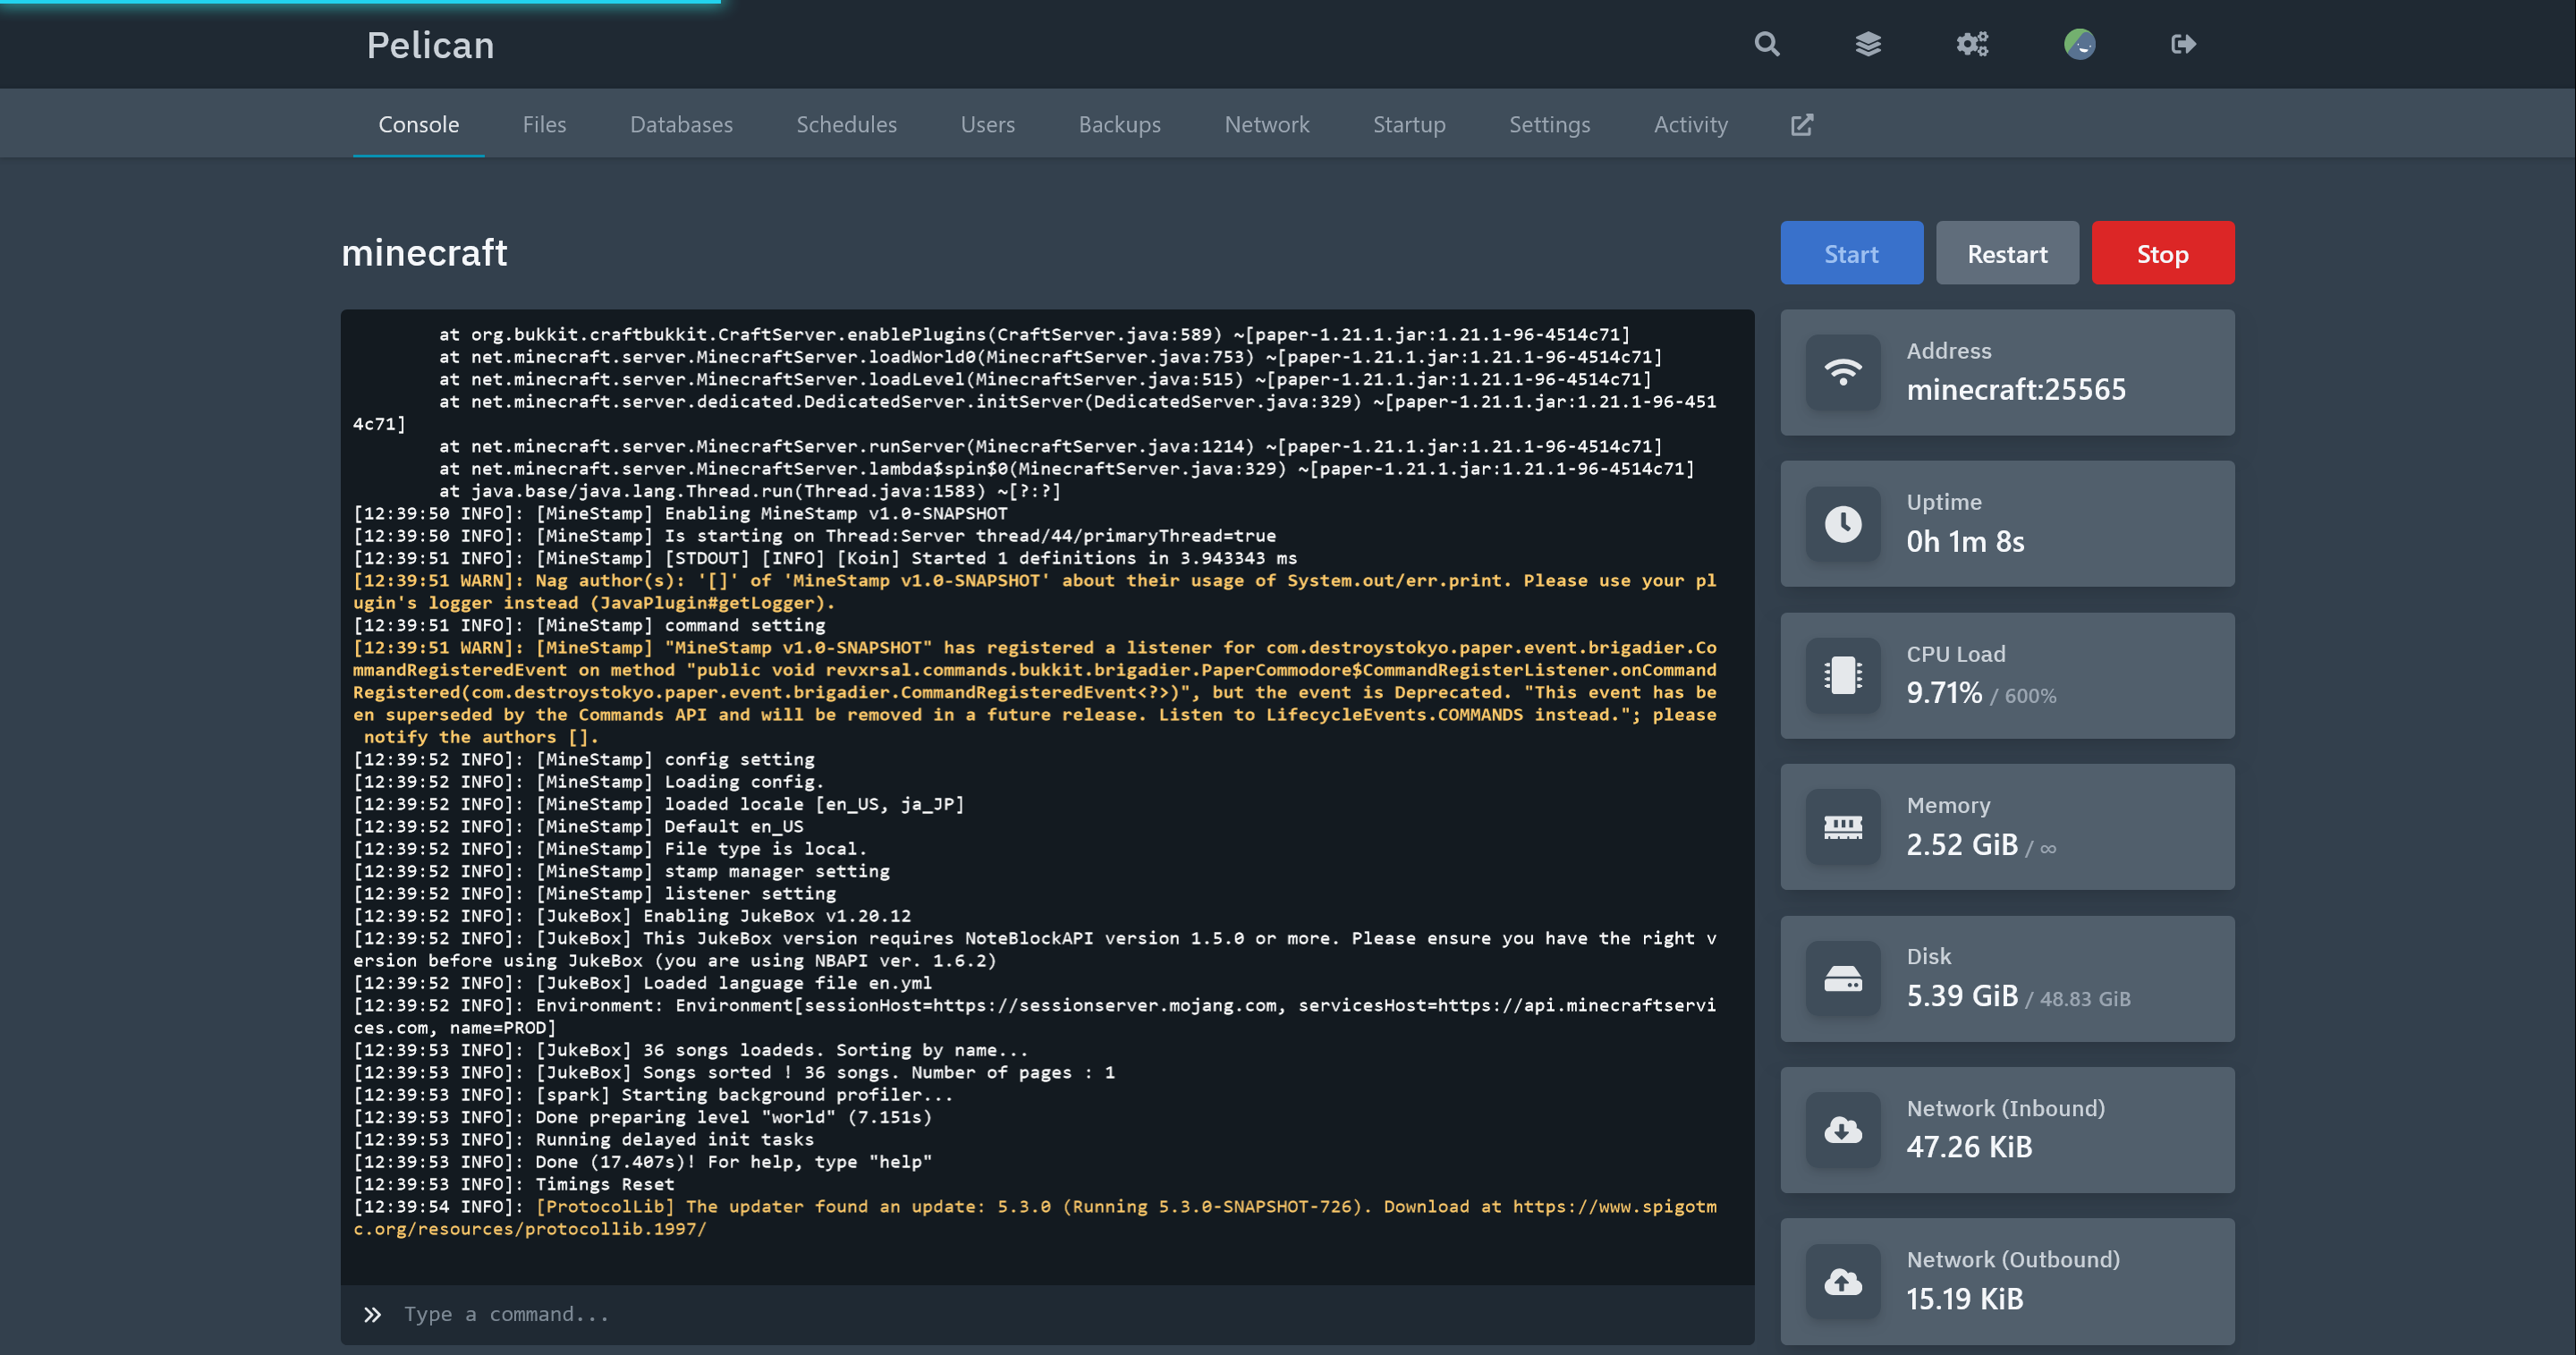 Pelican
Console Files Databases Schedules Users Backups Network Startup Settings Activity
minecraft
Start Restart Stop
at org.bukkit.craftbukkit.CraftServer.enablePlugins(CraftServer.java:589) ~[paper-1.21.1.jar:1.21.1-96-4514c71]
at net.minecraft.server.MinecraftServer.loadWorld0(MinecraftServer.java:753) ~[paper-1.21.1.jar:1.21.1-96-4514c71]
at net.minecraft.server.MinecraftServer.loadLevel(MinecraftServer.java:515) ~[paper-1.21.1.jar:1.21.1-96-4514c71]
at net.minecraft.server.dedicated.DedicatedServer.initServer(DedicatedServer.java:329) ~[paper-1.21.1.jar:1.21.1-96-451
4c71]
at net.minecraft.server.MinecraftServer.runServer(MinecraftServer.java:1214) ~[paper-1.21.1.jar:1.21.1-96-4514c71]
at net.minecraft.server.MinecraftServer.lambda$spin$0(MinecraftServer.java:329) ~[paper-1.21.1.jar:1.21.1-96-4514c71]
at java.base/java.lang.Thread.run(Thread.java:1583) ~[?:?]
[12:39:50 INFO]: [MineStamp] Enabling MineStamp v1.0-SNAPSHOT
[12:39:50 INFO]: [MineStamp] Is starting on Thread:Server thread/44/primaryThread=true
[12:39:51 INFO]: [MineStamp] [STDOUT] [INFO] [Koin] Started 1 definitions in 3.943343 ms
[12:39:51 WARN]: Nag author(s): '[]' of 'MineStamp v1.0-SNAPSHOT' about their usage of System.out/err.print. Please use your pl
ugin's logger instead (JavaPlugin#getLogger).
[12:39:51 INFO]: [MineStamp] command setting
[12:39:51 WARN]: [MineStamp] "MineStamp v1.0-SNAPSHOT" has registered a listener for com.destroystokyo.paper.event.brigadier.Co
mmandRegisteredEvent on method "public void revxrsal.commands.bukkit.brigadier.PaperCommodore$CommandRegisterListener.onCommand
Registered(com.destroystokyo.paper.event.brigadier.CommandRegisteredEvent<?>)", but the event is Deprecated. "This event has be
en superseded by the Commands API and will be removed in a future release. Listen to LifecycleEvents.COMMANDS instead."; please
notify the authors [].
[12:39:52 INFO]: [MineStamp] config setting
[12:39:52 INFO]: [MineStamp] Loading config.
[12:39:52 INFO]: [MineStamp] loaded locale [en_US, ja_JP]
[12:39:52 INFO]: [MineStamp] Default en_US
[12:39:52 INFO]: [MineStamp] File type is local.
[12:39:52 INFO]: [MineStamp] stamp manager setting
[12:39:52 INFO]: [MineStamp] listener setting
[12:39:52 INFO]: [JukeBox] Enabling JukeBox v1.20.12
[12:39:52 INFO]: [JukeBox] This JukeBox version requires NoteBlockAPI version 1.5.0 or more. Please ensure you have the right v
ersion before using JukeBox (you are using NBAPI ver. 1.6.2)
[12:39:52 INFO]: [JukeBox] Loaded language file en.yml
[12:39:52 INFO]: Environment: Environment[sessionHost=https://sessionserver.mojang.com, servicesHost=https://api.minecraftservi
ces.com, name=PROD]
[12:39:53 INFO]: [JukeBox] 36 songs loadeds. Sorting by name...
[12:39:53 INFO]: [JukeBox] Songs sorted ! 36 songs. Number of pages : 1
[12:39:53 INFO]: [spark] Starting background profiler...
[12:39:53 INFO]: Done preparing level "world" (7.151s)
[12:39:53 INFO]: Running delayed init tasks
[12:39:53 INFO]: Done (17.407s)! For help, type "help"
[12:39:53 INFO]: Timings Reset
[12:39:54 INFO]: [ProtocolLib] The updater found an update: 5.3.0 (Running 5.3.0-SNAPSHOT-726). Download at https://www.spigotm
c.org/resources/protocollib.1997/
Type a command...
Address
minecraft:25565
Uptime
0h 1m 8s
CPU Load
9.71% / 600%
Memory
2.52 GiB / ∞
Disk
5.39 GiB / 48.83 GiB
Network (Inbound)
47.26 KiB
Network (Outbound)
15.19 KiB